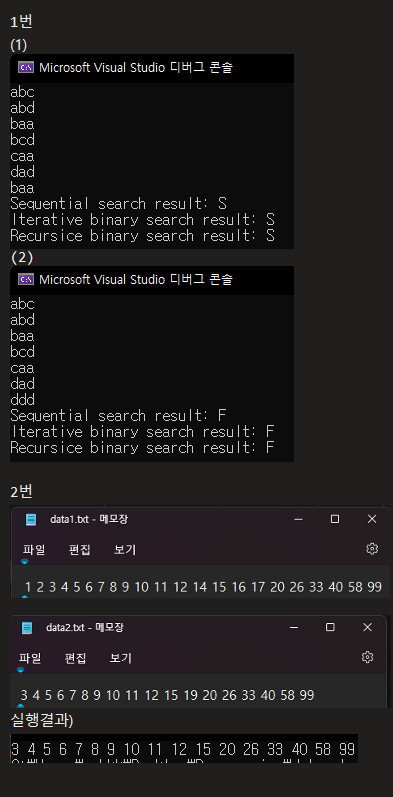 1번
(1)
Microsoft Visual Studio 디버그 콘솔
abc
abd
baa
bcd
caa
dad
baa
Sequential search result: S
Iterative binary search result: S
Recursice binary search result: S
(2)
Microsoft Visual Studio 디버그 콘솔
abc
abd
baa
bcd
caa
dad
ddd
Sequential search result: F
Iterative binary search result: F
Recursice binary search result: F
2번
data1.txt - 메모장
파일 편집 보기
1 2 3 4 5 6 7 8 9 10 11 12 14 15 16 17 20 26 33 40 58 99
data2.txt - 메모장
파일 편집 보기
3 4 5 6 7 8 9 10 11 12 15 19 20 26 33 40 58 99
실행결과)
3 4 5 6 7 8 9 10 11 12 15 20 26 33 40 58 99